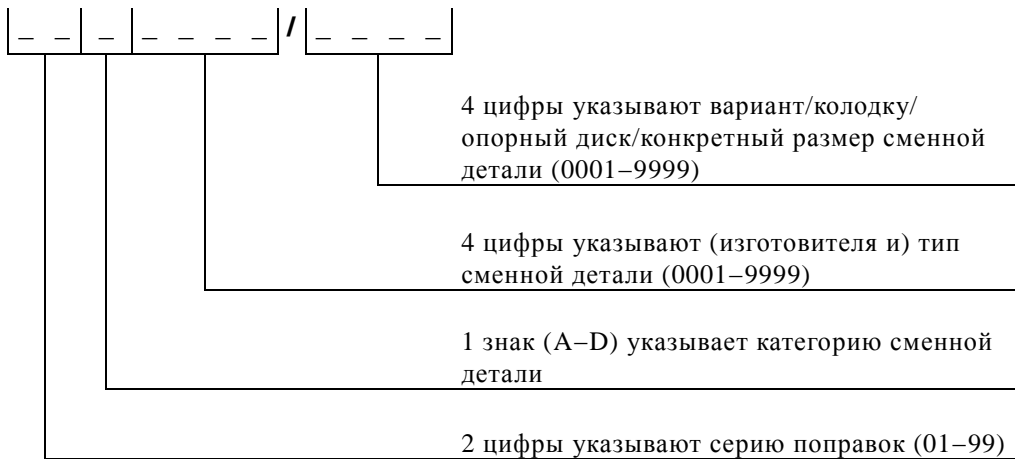 _ _ _ _ _ _ _ / _ _ _ _
4 цифры указывают вариант/колодку/
опорный диск/конкретный размер сменной
детали (0001–9999)
4 цифры указывают (изготовителя и) тип
сменной детали (0001–9999)
1 знак (A–D) указывает категорию сменной
детали
2 цифры указывают серию поправок (01–99)